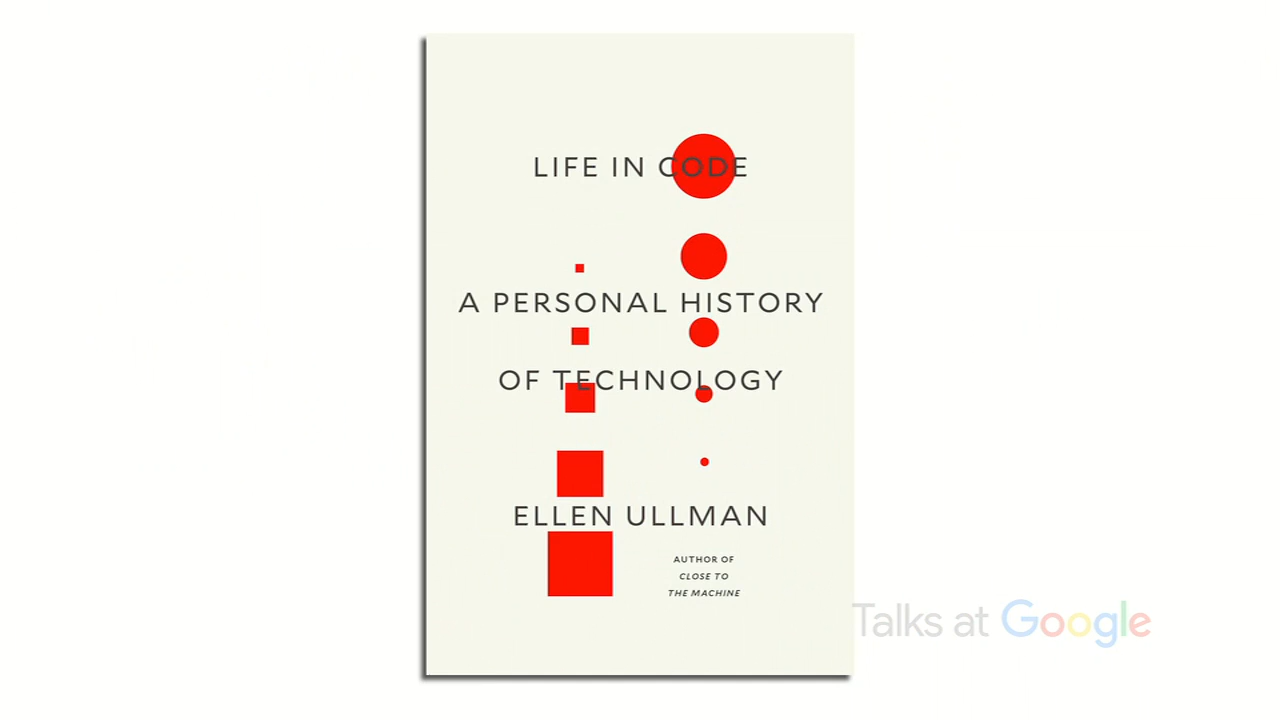 LIFE IN CODE
A PERSONAL HISTORY
OF TECHNOLOGY
ELLEN ULLMAN
AUTHOR OF
CLOSE TO
THE MACHINE
Talks at Google